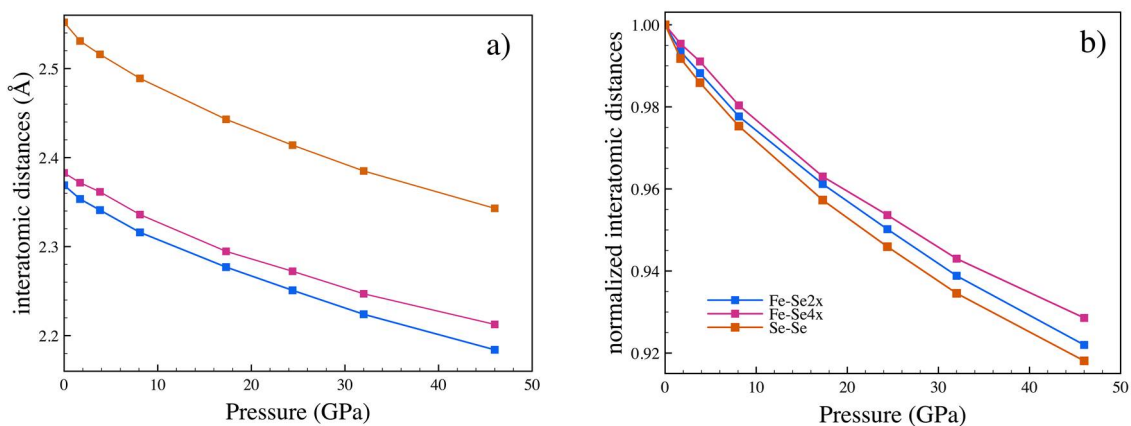 a)
interatomic distances (Å)
2.5
2.4
2.3
2.2
0 10 20 30 40 50
Pressure (GPa)
b)
normalized interatomic distances
1.00
0.98
0.96
0.94
0.92
Fe-Se2x
Fe-Se4x
Se-Se
0 10 20 30 40 50
Pressure (GPa)